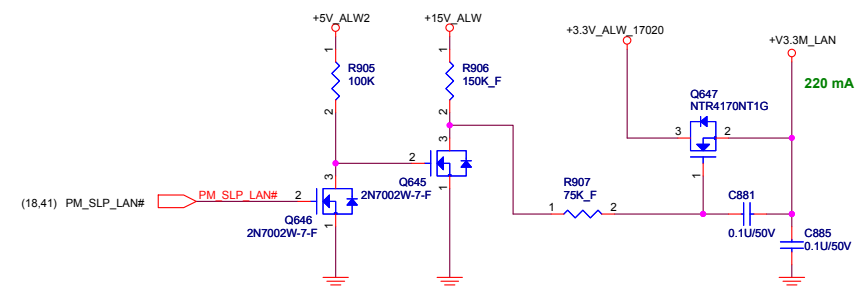 +5V_ALW2
+15V_ALW
+3.3V_ALW_17020
+V3.3M_LAN
220 mA
1
R905
100K
2
1
R906
150K_F
2
Q647
NTR4170NT1G
3
2
1
3
2
1
Q645
2N7002W-7-F
(18,41) PM_SLP_LAN#
PM_SLP_LAN#
2
3
1
Q646
2N7002W-7-F
R907
75K_F
1
2
C881
0.1U/50V
C885
0.1U/50V